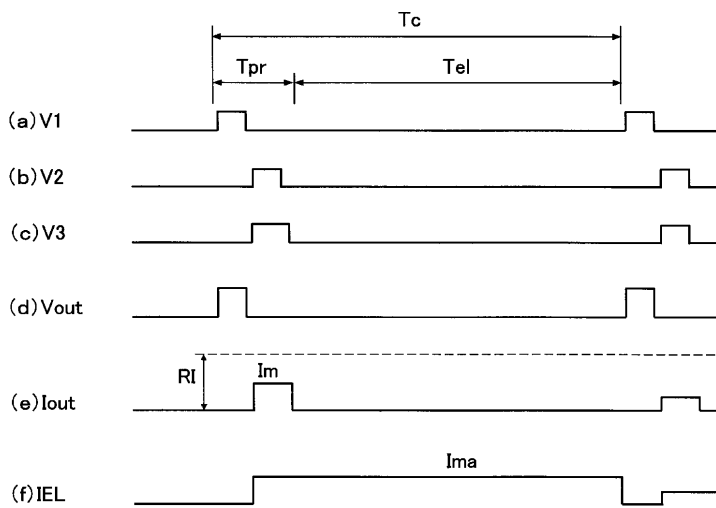 Tc
Tpr
Tel
(a)V1
(b)V2
(c)V3
(d)Vout
RI
Im
(e)Iout
Ima
(f)IEL